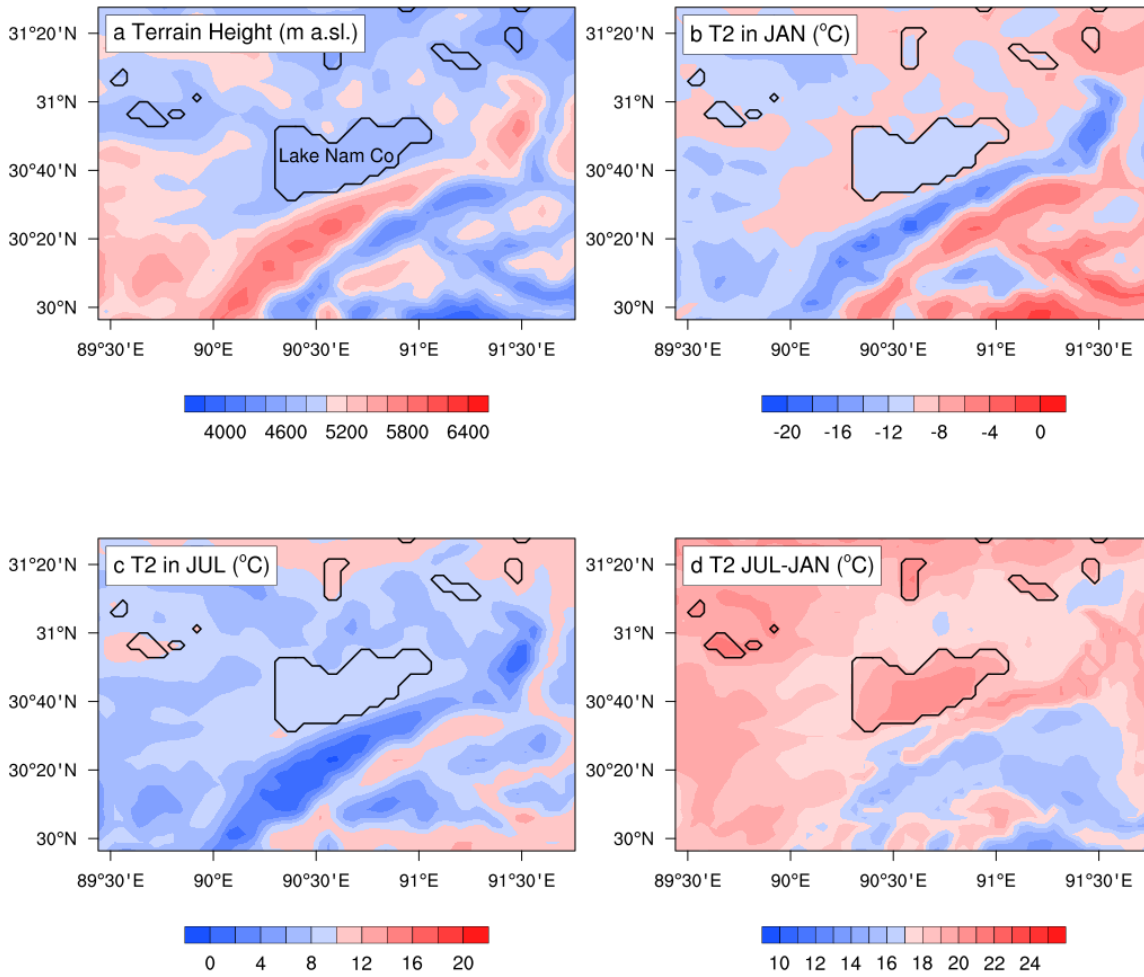 a Terrain Height (m a.sl.)
31°20'N
31°N
30°40'N
30°20'N
30°N
Lake Nam Co
89°30'E 90°E 90°30'E 91°E 91°30'E
4000 4600 5200 5800 6400
b T2 in JAN (°C)
31°20'N
31°N
30°40'N
30°20'N
30°N
89°30'E 90°E 90°30'E 91°E 91°30'E
-20 -16 -12 -8 -4 0
c T2 in JUL (°C)
31°20'N
31°N
30°40'N
30°20'N
30°N
89°30'E 90°E 90°30'E 91°E 91°30'E
0 4 8 12 16 20
d T2 JUL-JAN (°C)
31°20'N
31°N
30°40'N
30°20'N
30°N
89°30'E 90°E 90°30'E 91°E 91°30'E
10 12 14 16 18 20 22 24